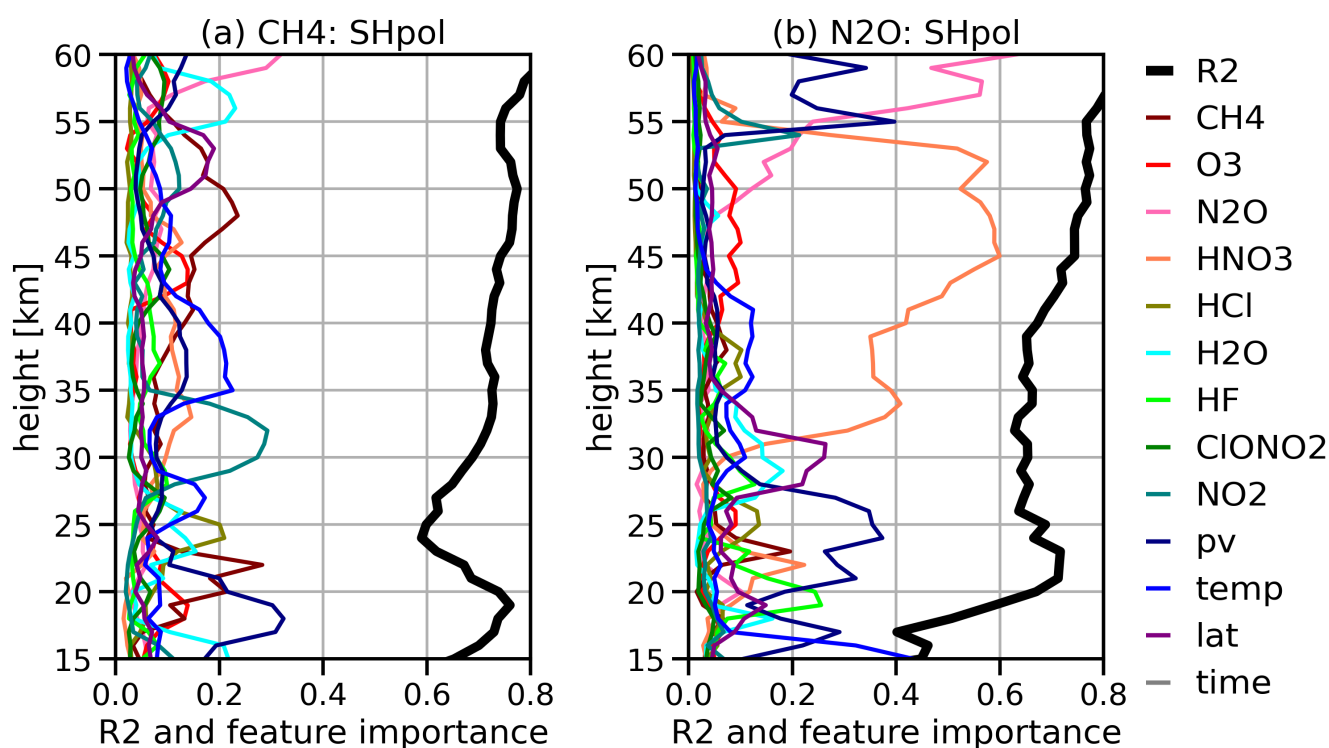 (a) CH4: SHpol
height [km]
60
55
50
45
40
35
30
25
20
15
0.0 0.2 0.4 0.6 0.8
R2 and feature importance
(b) N2O: SHpol
height [km]
60
55
50
45
40
35
30
25
20
15
0.0 0.2 0.4 0.6 0.8
R2 and feature importance
R2
CH4
O3
N2O
HNO3
HCl
H2O
HF
ClONO2
NO2
pv
temp
lat
time